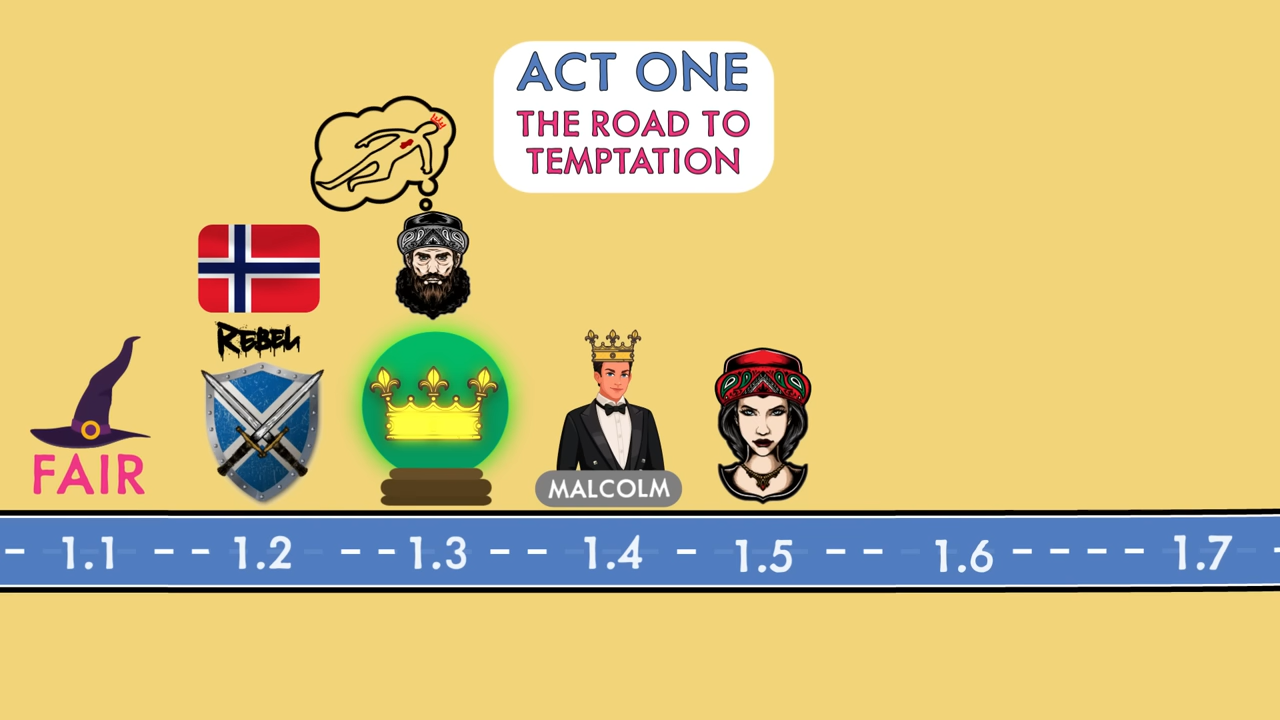 ACT ONE
THE ROAD TO
TEMPTATION
REBEL
FAIR
MALCOLM
1.1
1.2
1.3
1.4
1.5
1.6
1.7